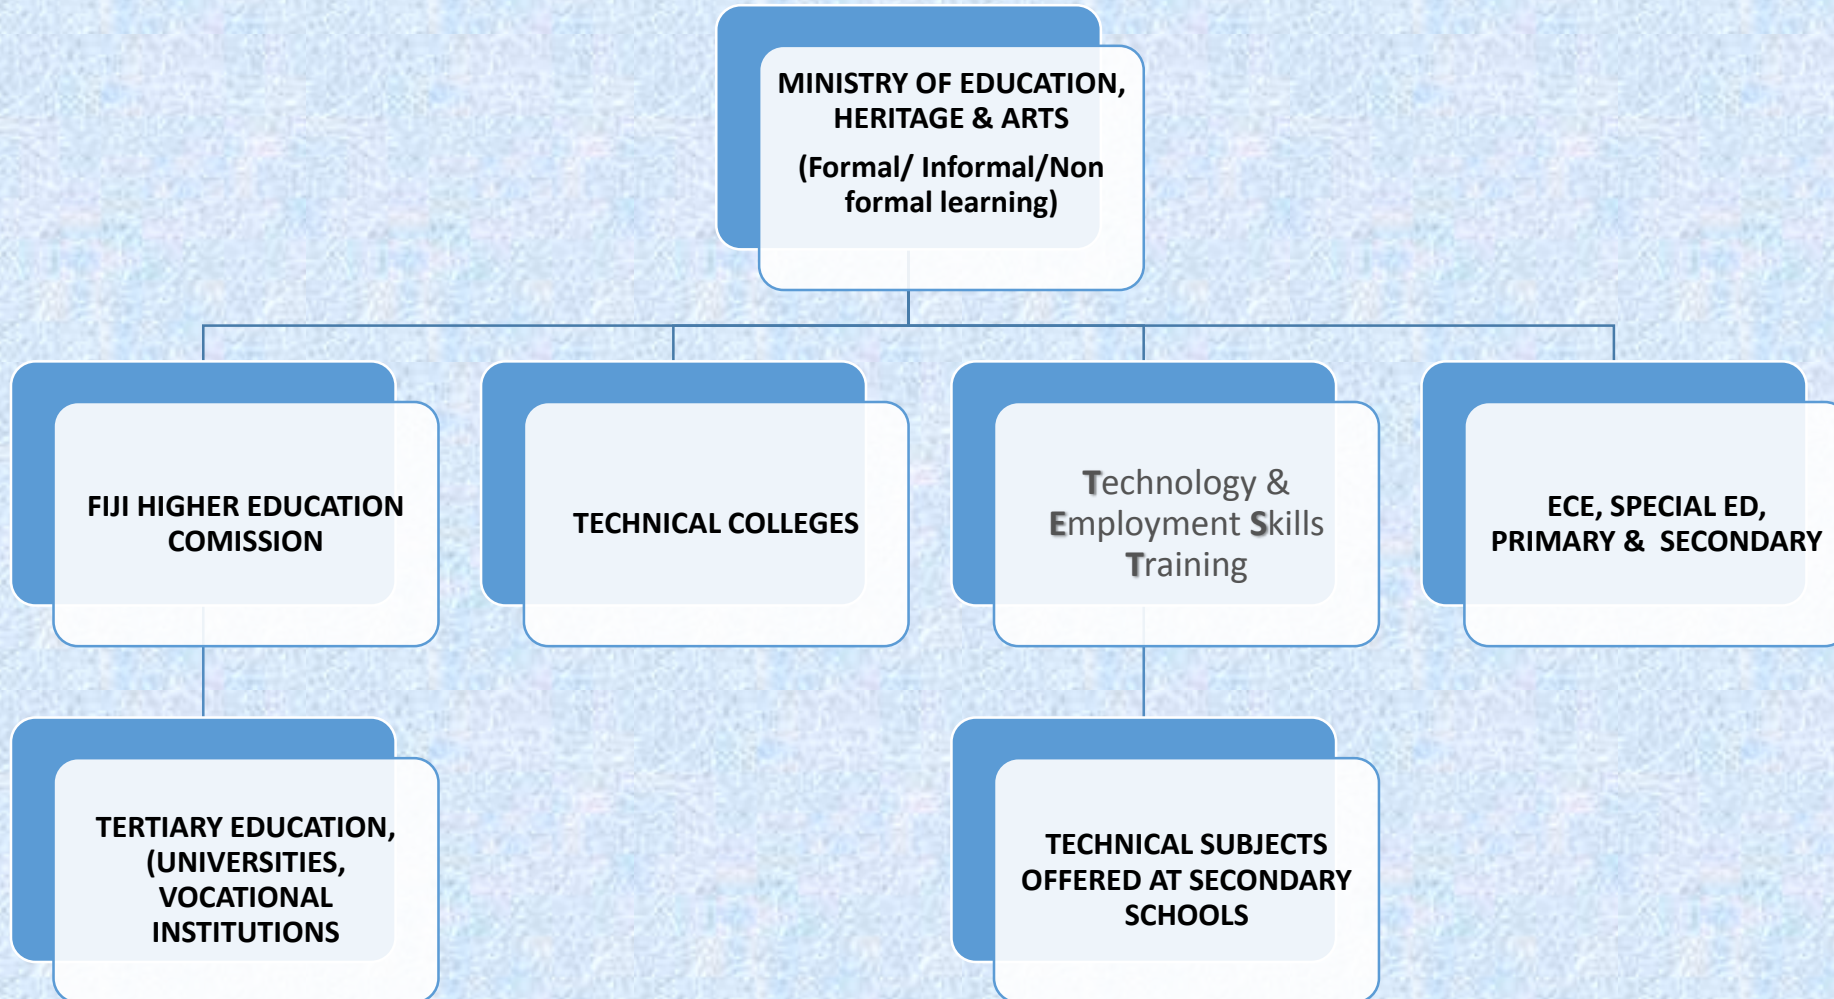 MINISTRY OF EDUCATION,
HERITAGE & ARTS
(Formal/ Informal/Non
formal learning)
FIJI HIGHER EDUCATION
COMISSION
TECHNICAL COLLEGES
Technology &
Employment Skills
Training
ECE, SPECIAL ED,
PRIMARY & SECONDARY
TERTIARY EDUCATION,
(UNIVERSITIES,
VOCATIONAL
INSTITUTIONS
TECHNICAL SUBJECTS
OFFERED AT SECONDARY
SCHOOLS